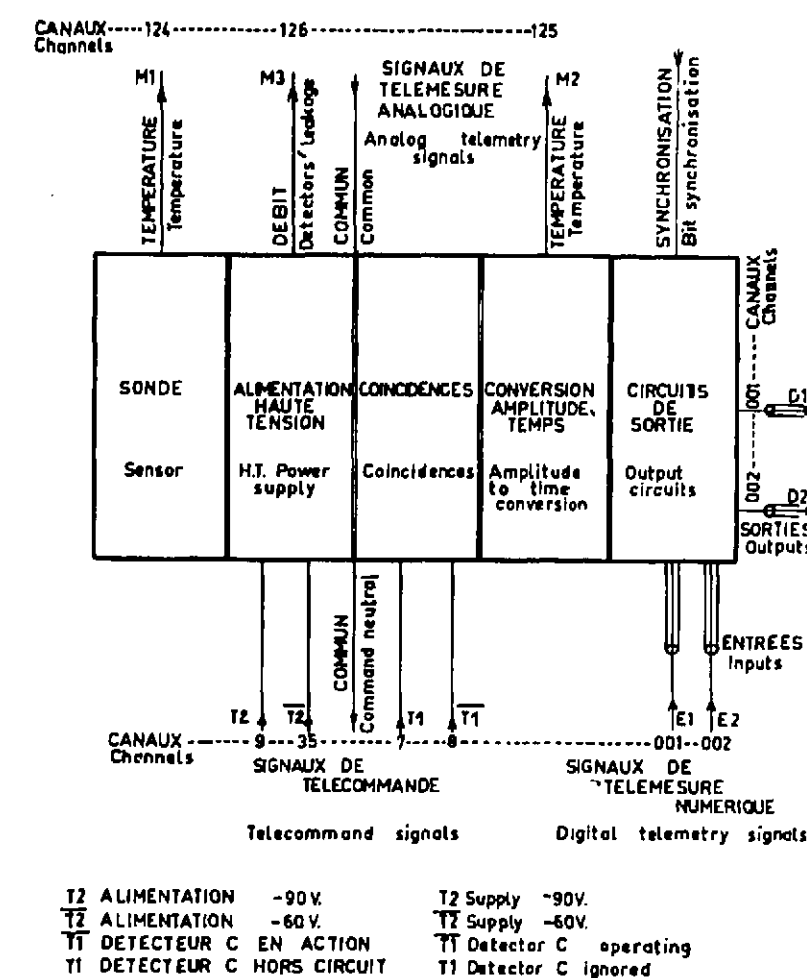 CANAUX-----124-----------------126------------------------------125
Channels
M1
M3
SIGNAUX DE
TELEMESURE
ANALOGIQUE
Analog telemetry
signals
M2
TEMPERATURE
Temperature
DEBIT
Detectors' Leakage
COMMUN
Common
TEMPERATURE
Temperature
SYNCHRONISATION
Bit synchronisation
CANAUX
Channels
SONDE
Sensor
ALIMENTATION
HAUTE
TENSION
H.T. Power
supply
COINCIDENCES
Coincidences
CONVERSION
AMPLITUDE,
TEMPS
Amplitude
to time
conversion
CIRCUITS
DE
SORTIE
Output
circuits
001
D1
002
D2
SORTIES
Outputs
COMMUN
Command neutral
ENTREES
Inputs
T2
T2
T1
T1
E1
E2
CANAUX------9---35-----------7------8------------------------001--002
Channels
SIGNAUX DE
TELECOMMANDE
Telecommand signals
SIGNAUX DE
TELEMESURE
NUMERIQUE
Digital telemetry signals
T2 ALIMENTATION -90V.
T2 ALIMENTATION -60V.
T1 DETECTEUR C EN ACTION
T1 DETECTEUR C HORS CIRCUIT
T2 Supply -90V.
T2 Supply -60V.
T1 Detector C operating
T1 Detector C ignored